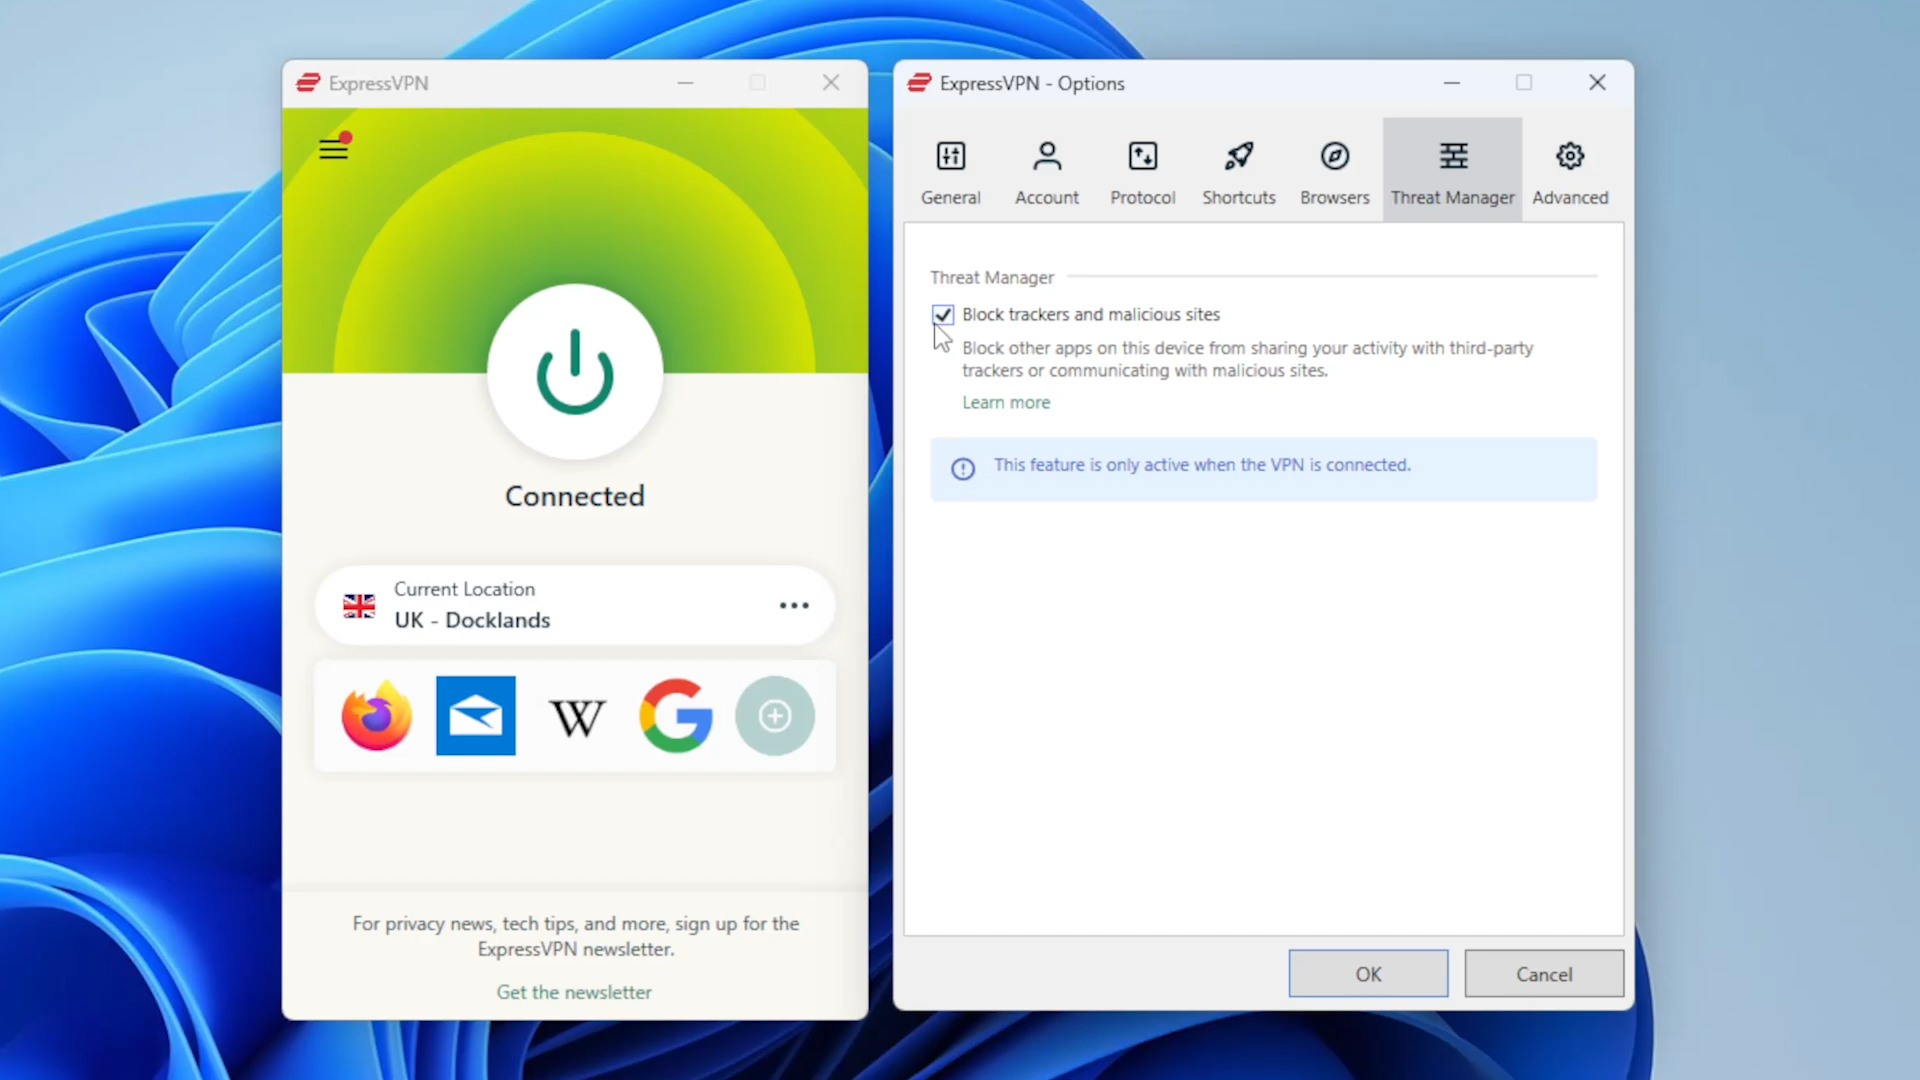 ExpressVPN
Connected
Current Location
UK - Docklands
W
G
For privacy news, tech tips, and more, sign up for the
ExpressVPN newsletter.
Get the newsletter
ExpressVPN - Options
General
Account
Protocol
Shortcuts
Browsers
Threat Manager
Advanced
Threat Manager
Block trackers and malicious sites
Block other apps on this device from sharing your activity with third-party
trackers or communicating with malicious sites.
Learn more
This feature is only active when the VPN is connected.
OK
Cancel